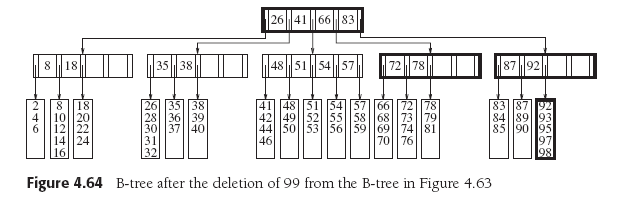 26 41 66 83
8 18 35 38 48 51 54 57 72 78 87 92
2 8 18 26 35 38 41 48 51 54 57 66 72 78 83 87 92
4 10 20 28 36 39 42 49 52 55 58 68 73 79 84 89 93
6 12 22 30 37 40 44 50 53 56 59 69 74 81 85 90 95
14 24 31 46 70 76 97
16 32 98
Figure 4.64 B-tree after the deletion of 99 from the B-tree in Figure 4.63